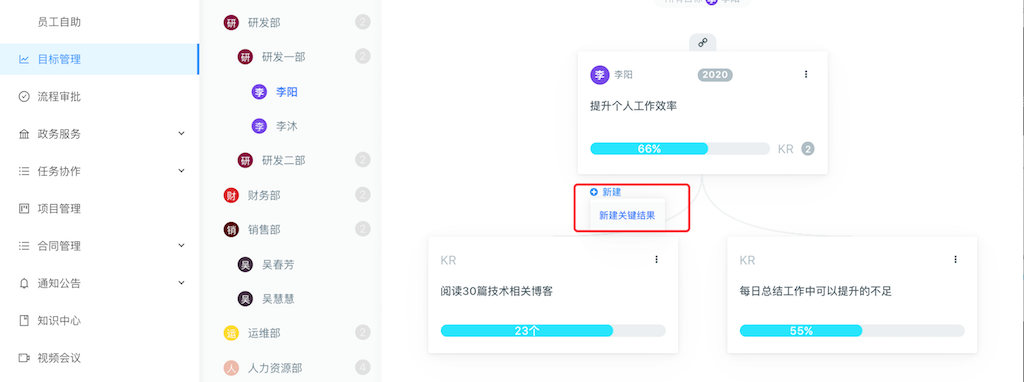 员工自助
目标管理
流程审批
政务服务
任务协作
项目管理
合同管理
通知公告
知识中心
视频会议
研 研发部 2
研 研发一部 2
李 李阳
李 李沐
研 研发二部 2
财 财务部 2
销 销售部 2
吴 吴春芳
吴 吴慧慧
运维部 2
人 人力资源部 4
李 李阳 2020
提升个人工作效率
66% KR 2
新建
新建关键结果
KR
阅读30篇技术相关博客
23个
KR
每日总结工作中可以提升的不足
55%